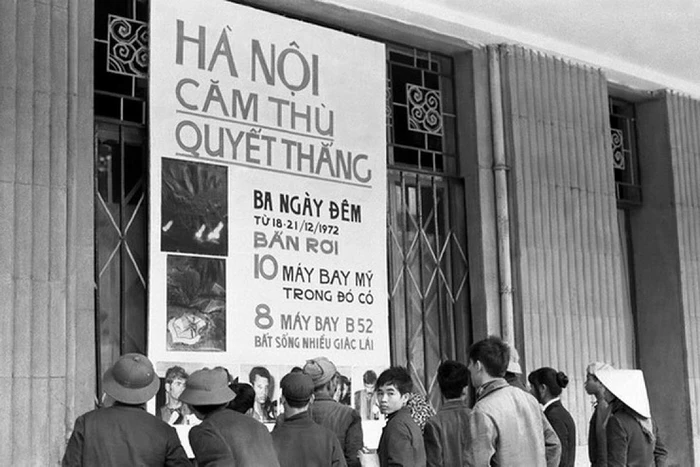 HÀ NỘI
CĂM THÙ
QUYẾT THẮNG
BA NGÀY ĐÊM
TỪ 18-21/12/1972
BẮN RƠI
10 MÁY BAY MỸ
TRONG ĐÓ CÓ
8 MÁY BAY B52
BẮT SỐNG NHIỀU GIẶC LÁI